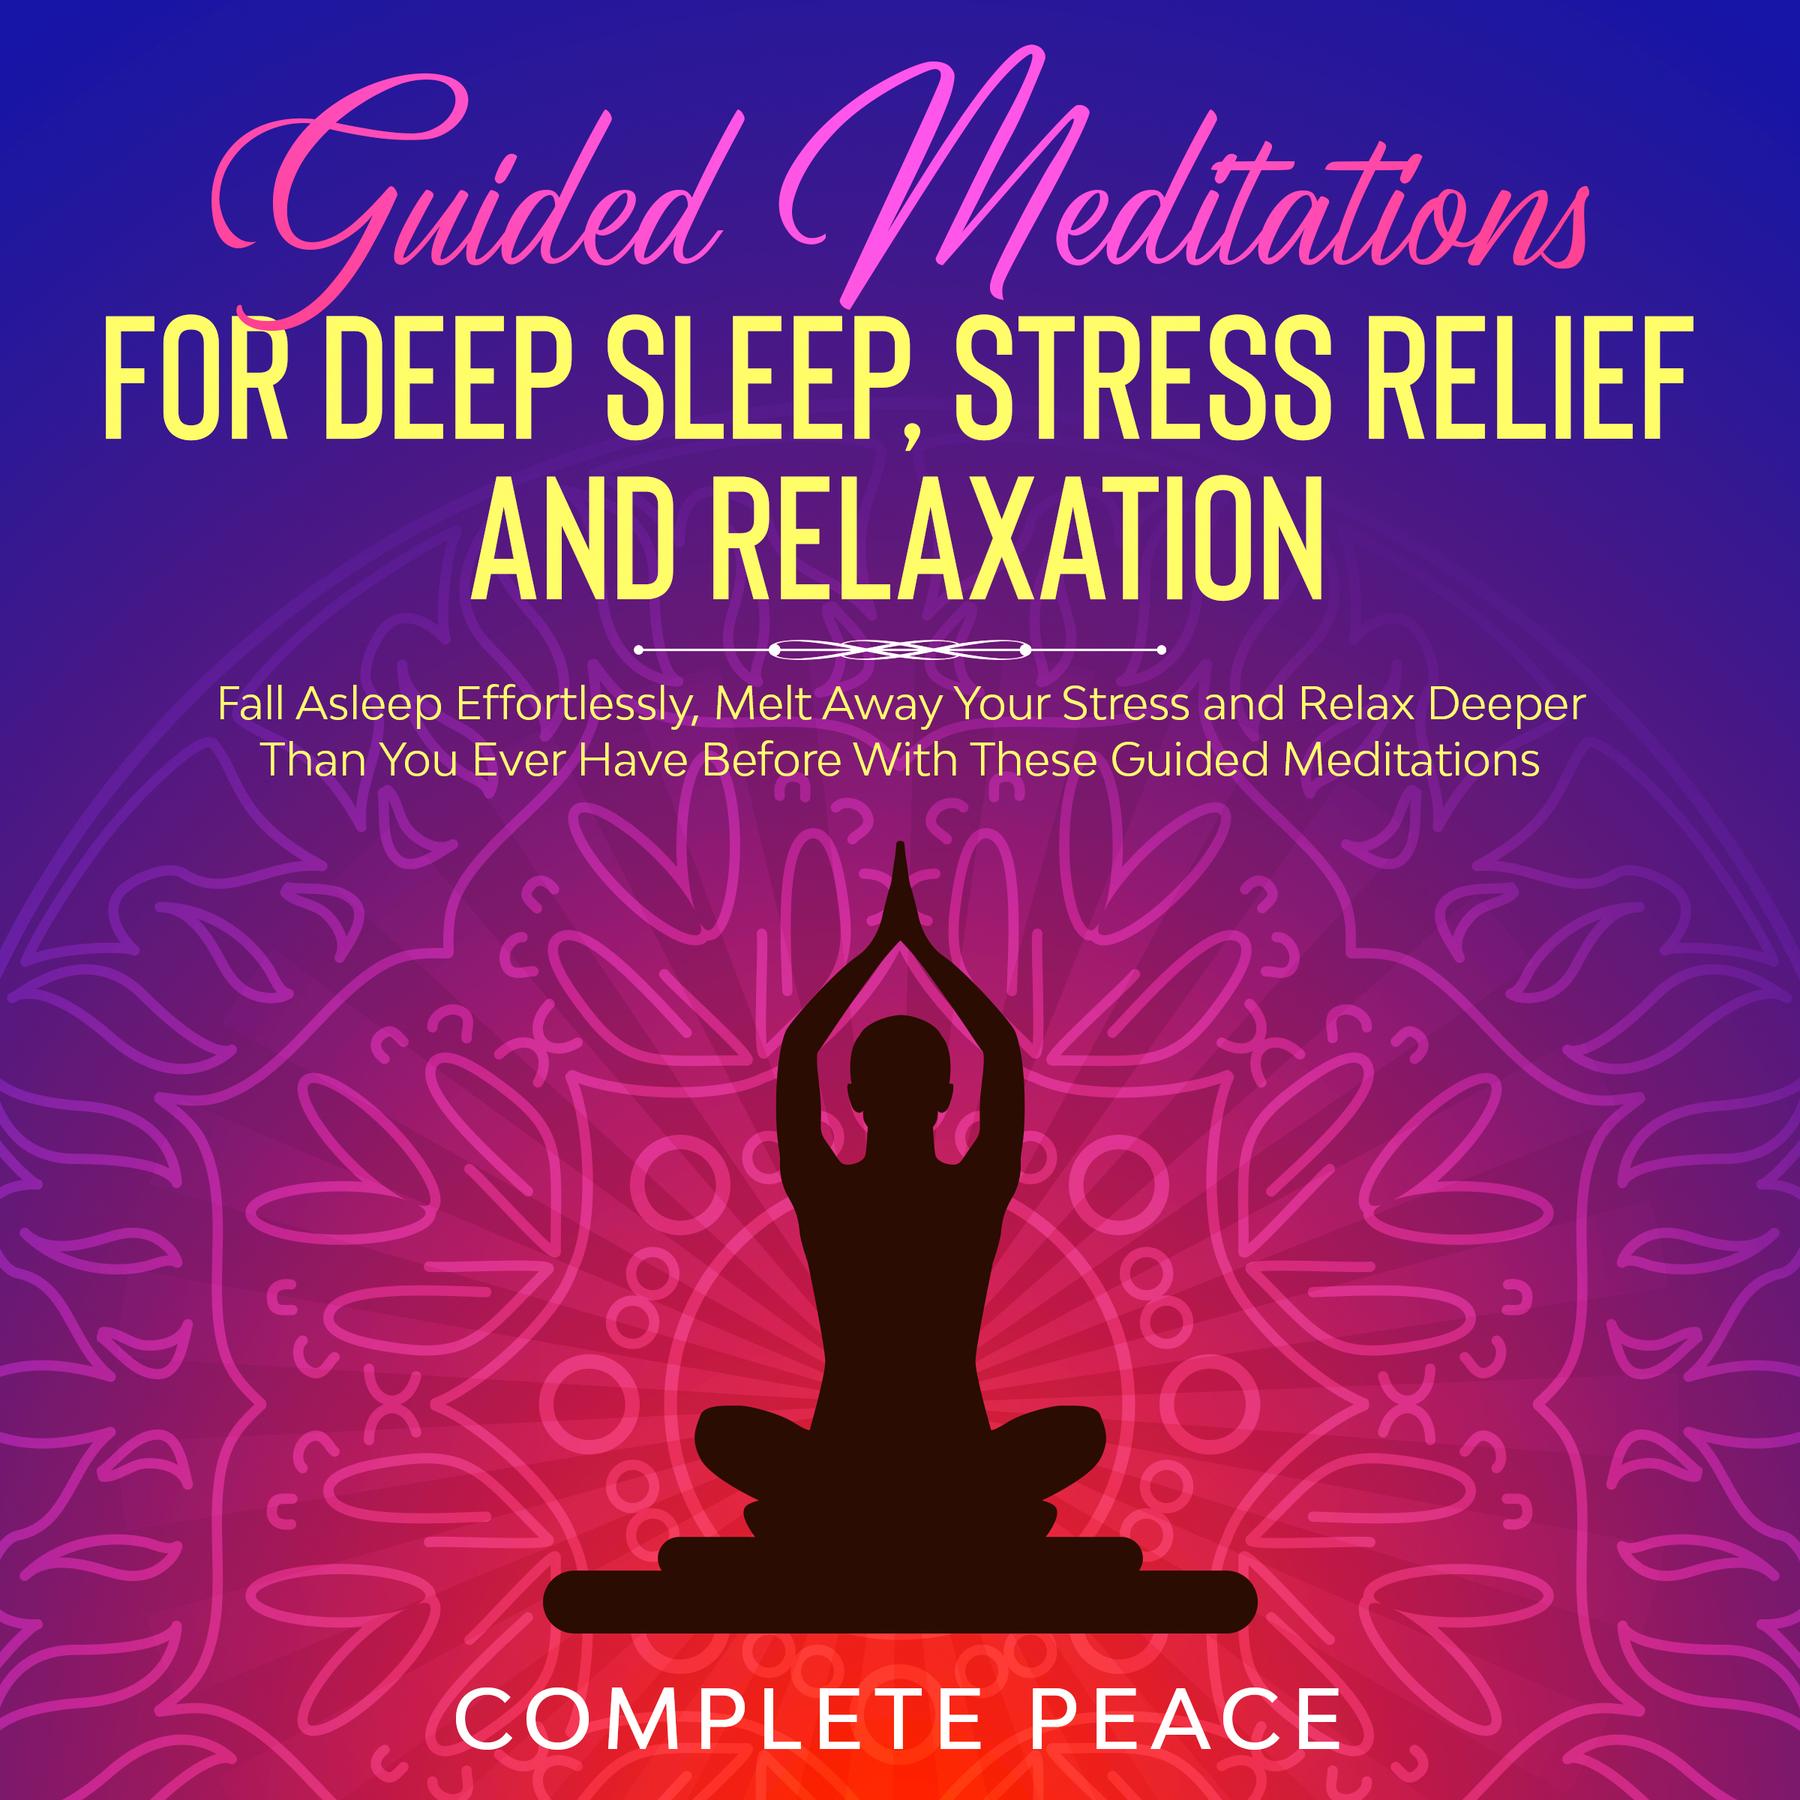 Guided Meditations
FOR DEEP SLEEP, STRESS RELIEF
AND RELAXATION
Fall Asleep Effortlessly, Melt Away Your Stress and Relax Deeper
Than You Ever Have Before With These Guided Meditations
COMPLETE PEACE